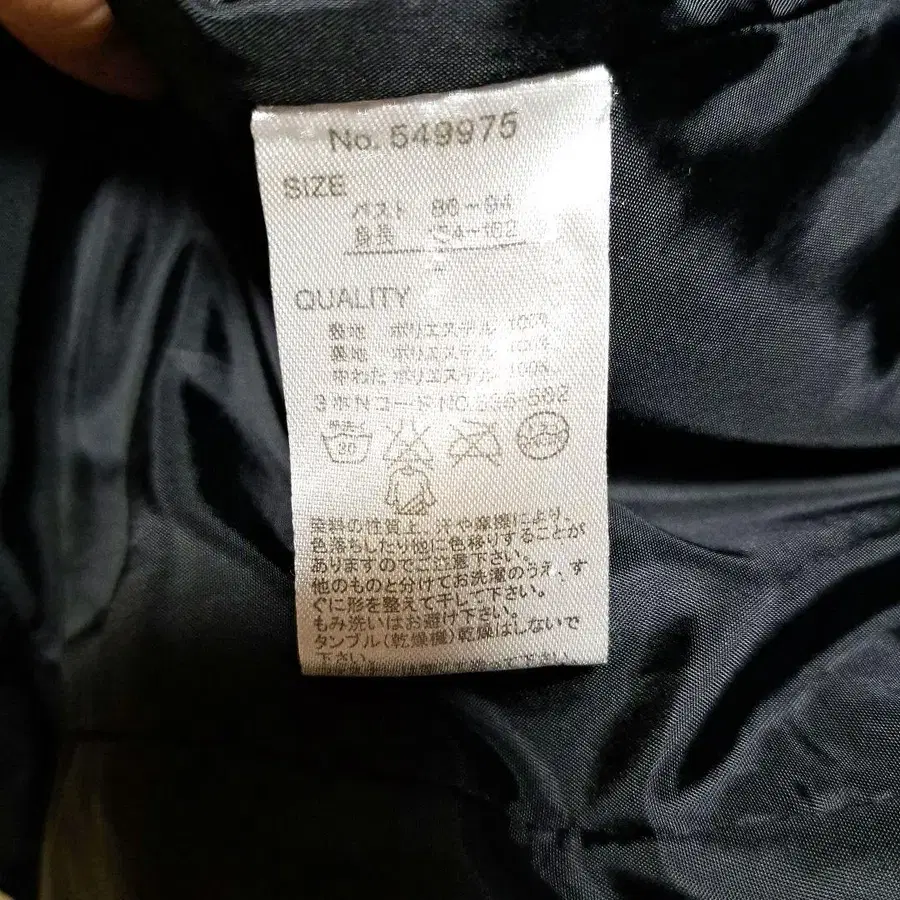 No. 549975
SIZE
バスト 86-94
身長 154-162
QUALITY
表地 ポリエステル 100%
裏地 ポリエステル 100%
中わた ポリエステル 100%
コードNO.
染料の性質上、汗や摩擦により
色落ちしたり他に色移りすることが
ありますのでご注意下さい。
他のものと分けてお洗濯のうえ、す
ぐに形を整えて干して下さい。
もみ洗いはお避け下さい。
タンブル(乾燥機)乾燥はしないで
下さい。